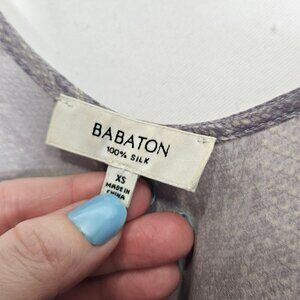 BABATON
100% SILK
XS
MADE IN
CHINA